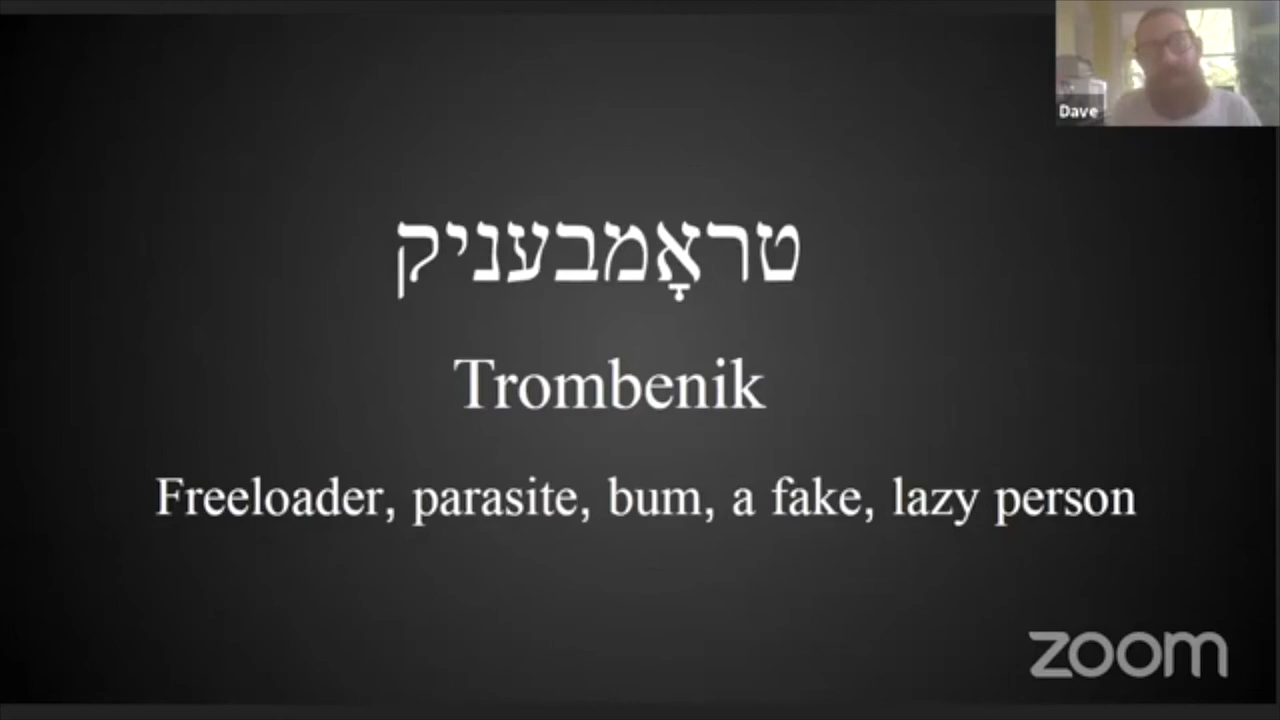 Dave
טראָמבעניק
Trombenik
Freeloader, parasite, bum, a fake, lazy person
zoom